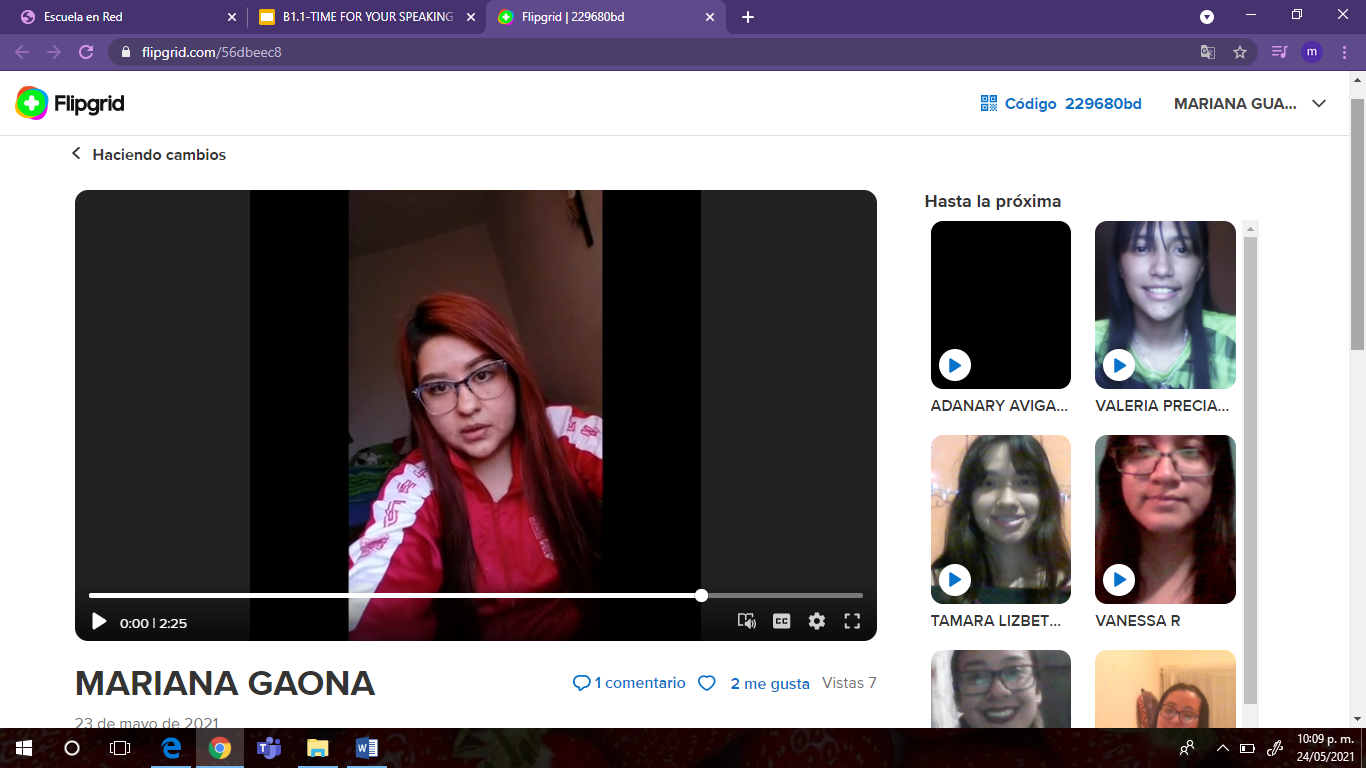 Escuela en Red
B1.1-TIME FOR YOUR SPEAKING
Flipgrid | 229680bd
flipgrid.com/56dbeec8
m
Flipgrid
Código 229680bd
MARIANA GUA...
Haciendo cambios
Hasta la próxima
ADANARY AVIGA...
VALERIA PRECIA...
TAMARA LIZBET...
VANESSA R
0:00 | 2:25
CC
MARIANA GAONA
1 comentario
2 me gusta
Vistas 7
23 de mayo de 2021
10:09 p. m.
24/05/2021